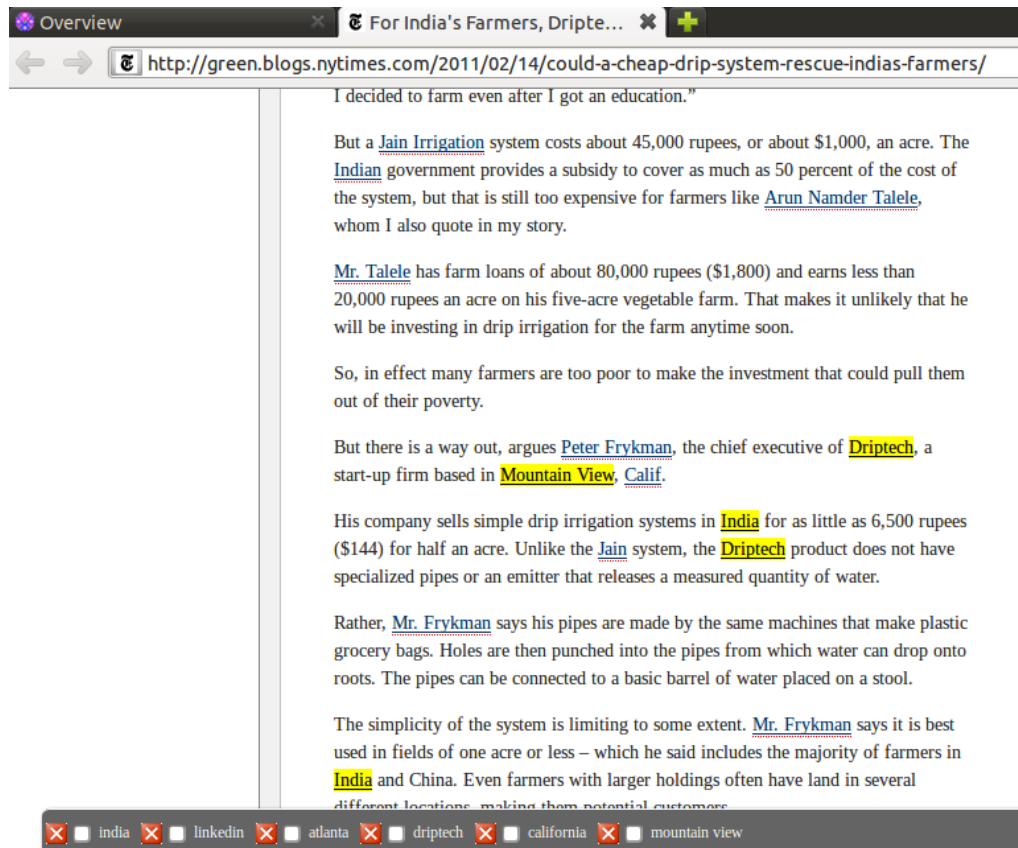 Overview
For India's Farmers, Dripte...
http://green.blogs.nytimes.com/2011/02/14/could-a-cheap-drip-system-rescue-indias-farmers/
I decided to farm even after I got an education.”
But a Jain Irrigation system costs about 45,000 rupees, or about $1,000, an acre. The
Indian government provides a subsidy to cover as much as 50 percent of the cost of
the system, but that is still too expensive for farmers like Arun Namder Talele,
whom I also quote in my story.
Mr. Talele has farm loans of about 80,000 rupees ($1,800) and earns less than
20,000 rupees an acre on his five-acre vegetable farm. That makes it unlikely that he
will be investing in drip irrigation for the farm anytime soon.
So, in effect many farmers are too poor to make the investment that could pull them
out of their poverty.
But there is a way out, argues Peter Frykman, the chief executive of Driptech, a
start-up firm based in Mountain View, Calif.
His company sells simple drip irrigation systems in India for as little as 6,500 rupees
($144) for half an acre. Unlike the Jain system, the Driptech product does not have
specialized pipes or an emitter that releases a measured quantity of water.
Rather, Mr. Frykman says his pipes are made by the same machines that make plastic
grocery bags. Holes are then punched into the pipes from which water can drop onto
roots. The pipes can be connected to a basic barrel of water placed on a stool.
The simplicity of the system is limiting to some extent. Mr. Frykman says it is best
used in fields of one acre or less – which he said includes the majority of farmers in
India and China. Even farmers with larger holdings often have land in several
different locations, making them potential customers.
india linkedin atlanta driptech california mountain view